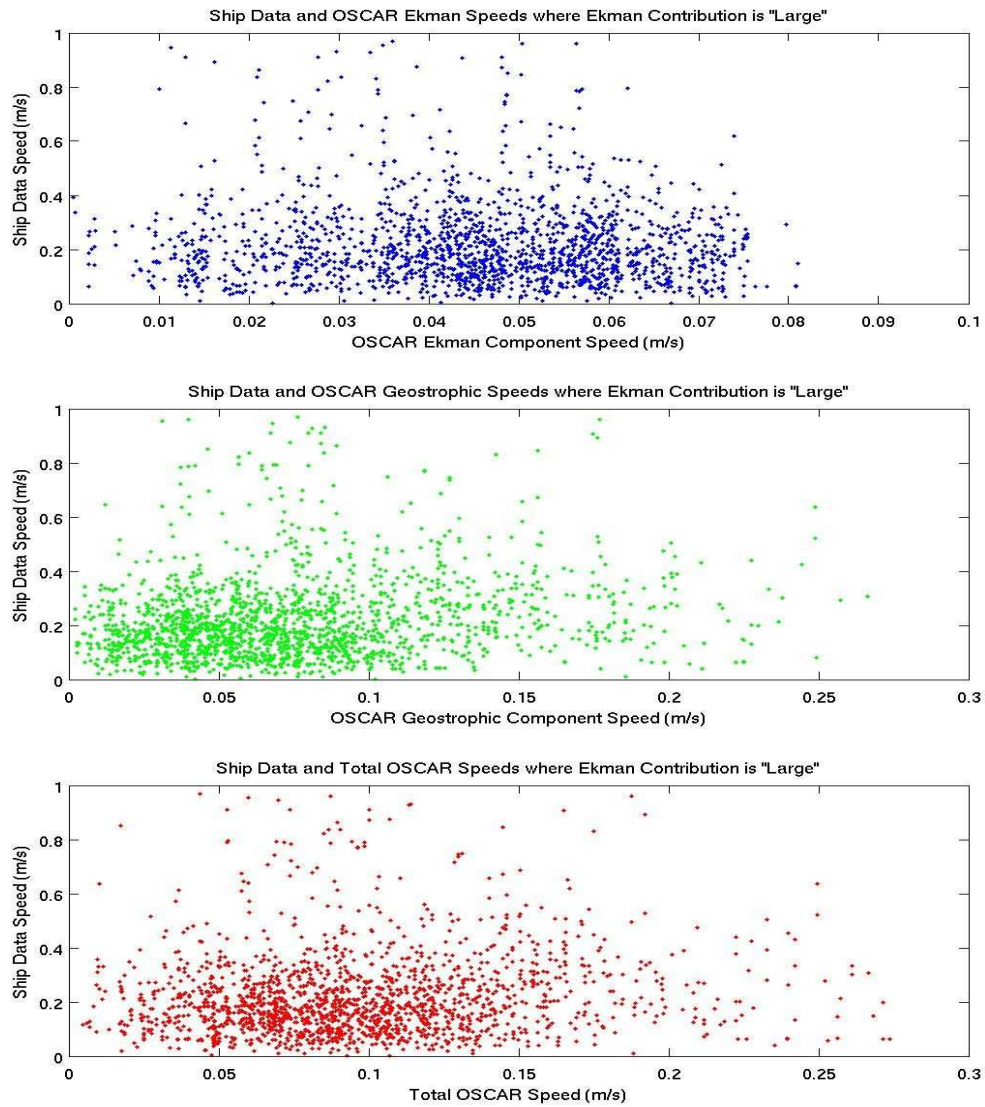 Ship Data and OSCAR Ekman Speeds where Ekman Contribution is "Large"
1
0.8
0.6
0.4
0.2
0
Ship Data Speed (m/s)
0 0.01 0.02 0.03 0.04 0.05 0.06 0.07 0.08 0.09 0.1
OSCAR Ekman Component Speed (m/s)
Ship Data and OSCAR Geostrophic Speeds where Ekman Contribution is "Large"
1
0.8
0.6
0.4
0.2
0
Ship Data Speed (m/s)
0 0.05 0.1 0.15 0.2 0.25 0.3
OSCAR Geostrophic Component Speed (m/s)
Ship Data and Total OSCAR Speeds where Ekman Contribution is "Large"
1
0.8
0.6
0.4
0.2
0
Ship Data Speed (m/s)
0 0.05 0.1 0.15 0.2 0.25 0.3
Total OSCAR Speed (m/s)